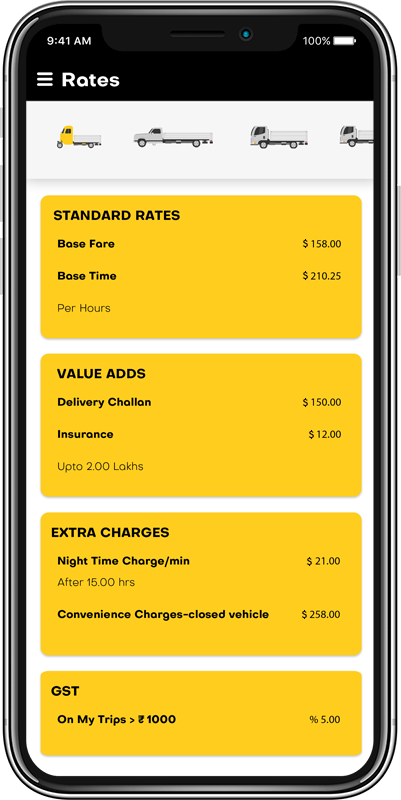 9:41 AM 100%
Rates
STANDARD RATES
Base Fare $ 158.00
Base Time $ 210.25
Per Hours
VALUE ADDS
Delivery Challan $ 150.00
Insurance $ 12.00
Upto 2.00 Lakhs
EXTRA CHARGES
Night Time Charge/min $ 21.00
After 15.00 hrs
Convenience Charges-closed vehicle $ 258.00
GST
On My Trips > ₹ 1000 % 5.00